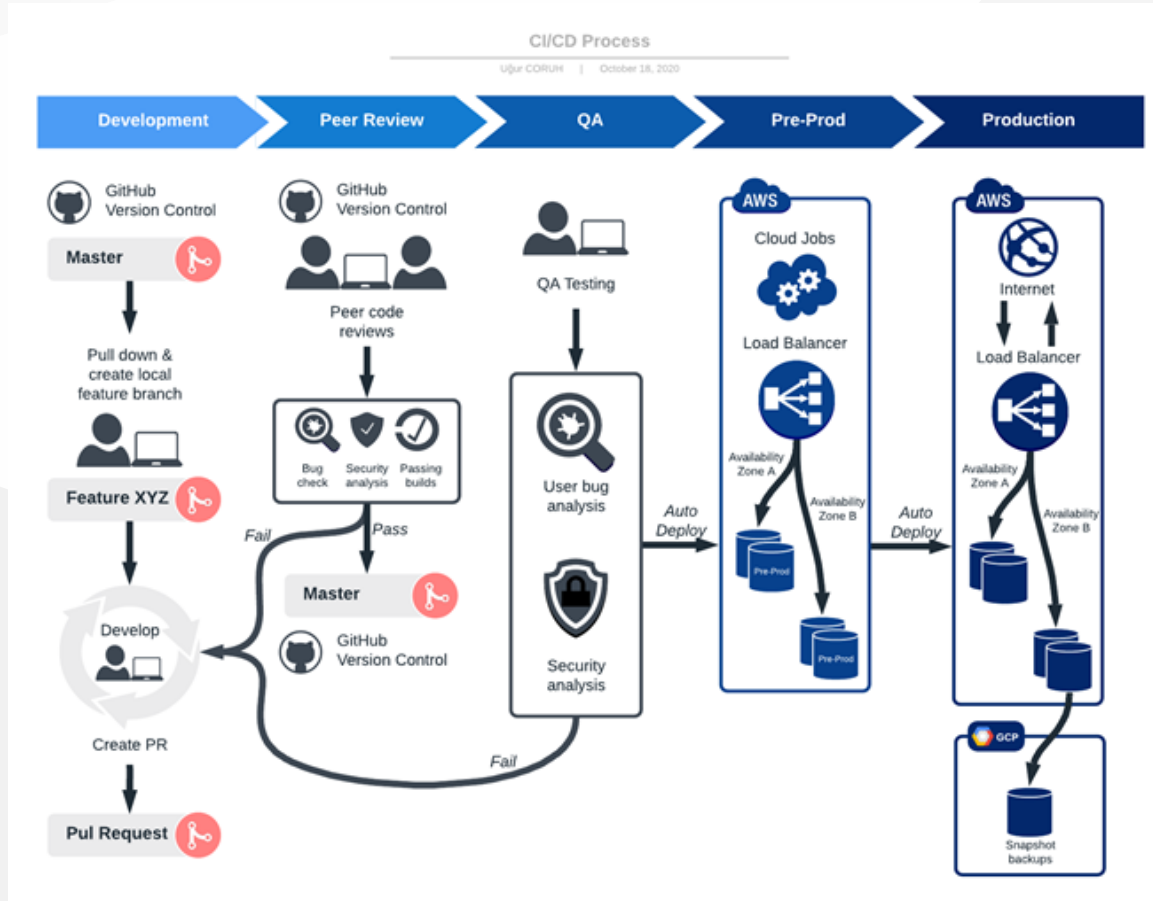 CI/CD Process
Uğur CORUH | October 18, 2020
Development
Peer Review
QA
Pre-Prod
Production
GitHub
Version Control
Master
Pull down &
create local
feature branch
Feature XYZ
Develop
Create PR
Pul Request
GitHub
Version Control
Peer code
reviews
Bug
check
Security
analysis
Passing
builds
Fail
Pass
Master
GitHub
Version Control
QA Testing
User bug
analysis
Security
analysis
Fail
Auto
Deploy
AWS
Cloud Jobs
Load Balancer
Availability
Zone A
Availability
Zone B
Pre-Prod
Pre-Prod
Auto
Deploy
AWS
Internet
Load Balancer
Availability
Zone A
Availability
Zone B
GCP
Snapshot
backups